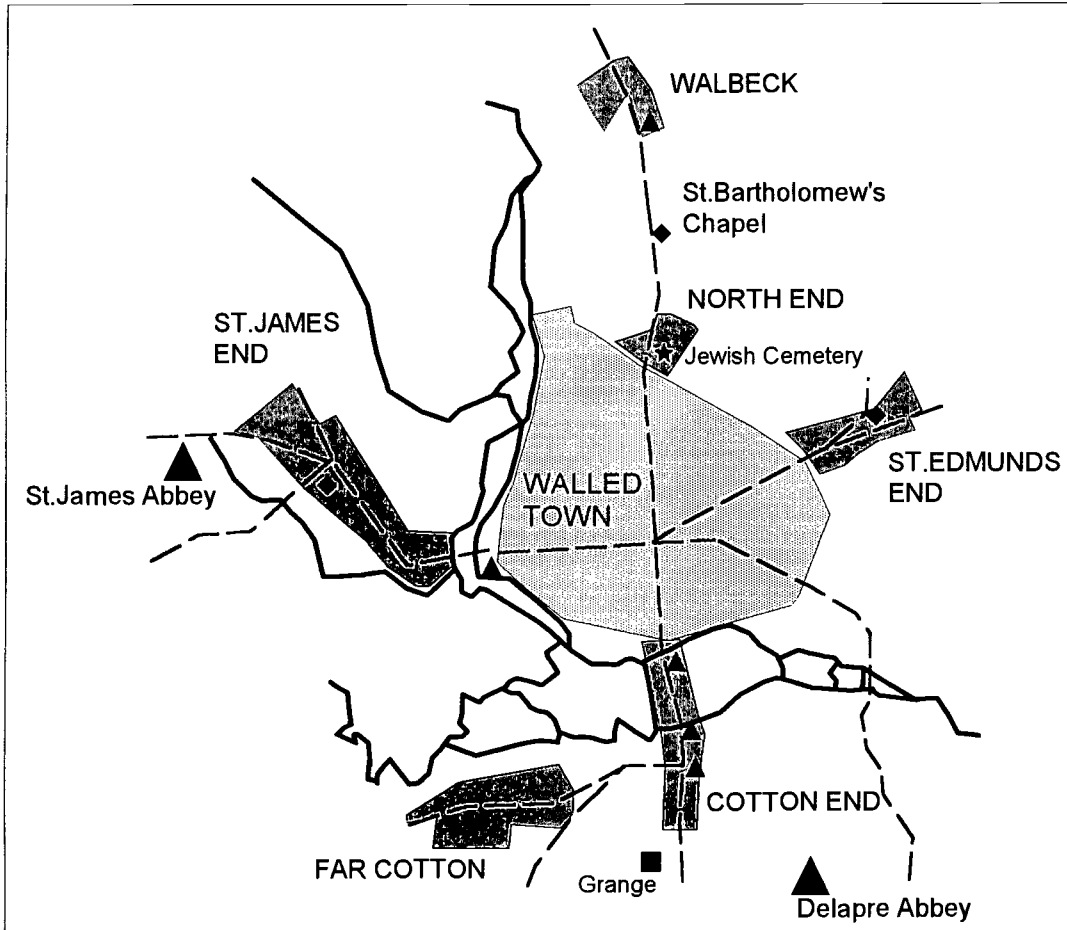 WALBECK
St.Bartholomew's
Chapel
NORTH END
ST.JAMES
END
Jewish Cemetery
ST.EDMUNDS
END
WALLED
TOWN
St.James Abbey
COTTON END
FAR COTTON
Grange
Delapre Abbey